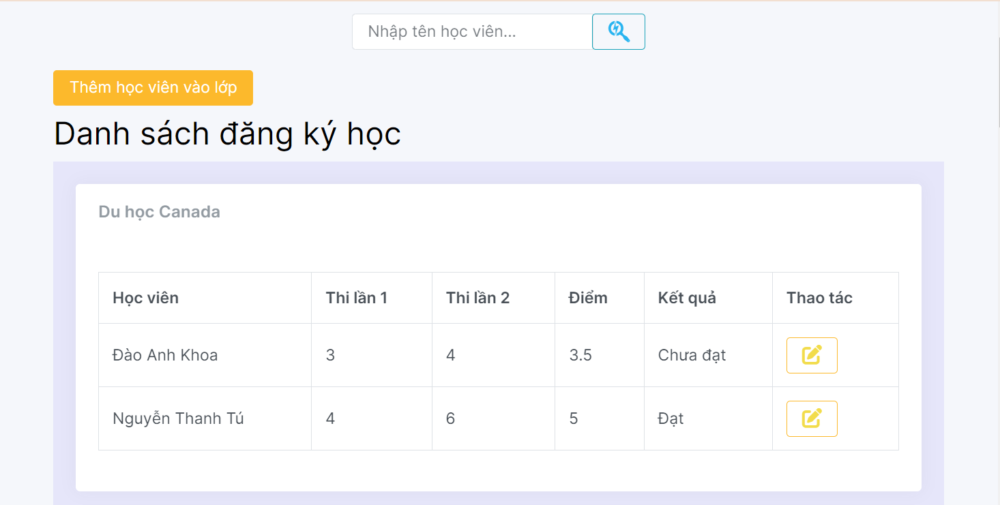 Nhập tên học viên...
Thêm học viên vào lớp
Danh sách đăng ký học
Du học Canada
Học viên Thi lần 1 Thi lần 2 Điểm Kết quả Thao tác
Đào Anh Khoa 3 4 3.5 Chưa đạt
Nguyễn Thanh Tú 4 6 5 Đạt